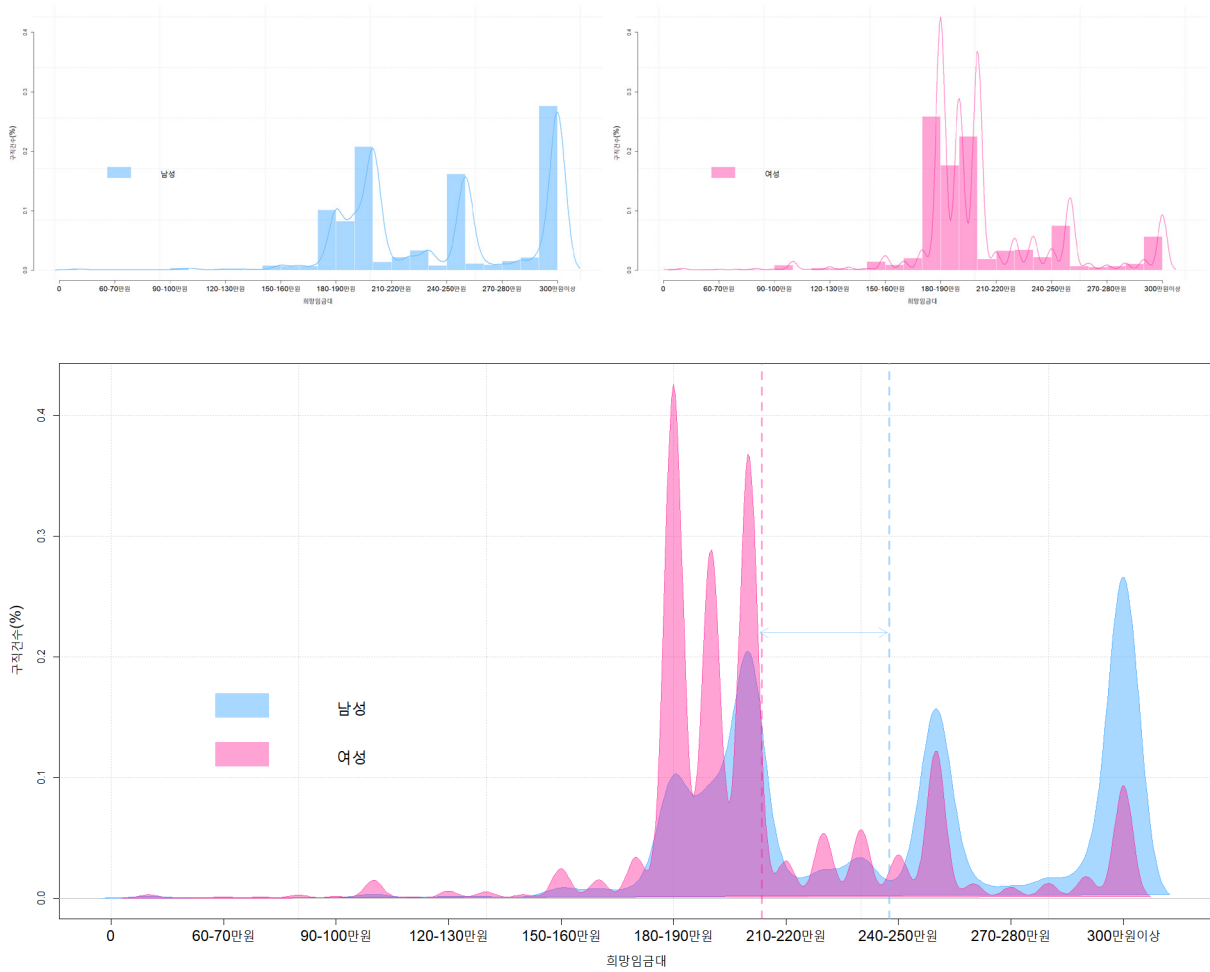 구직건수(%)
0.4
0.3
0.2
0.1
0.0
남성
0
60-70만원
90-100만원
120-130만원
150-160만원
180-190만원
210-220만원
240-250만원
270-280만원
300만원이상
희망임금대
구직건수(%)
0.4
0.3
0.2
0.1
0.0
여성
0
60-70만원
90-100만원
120-130만원
150-160만원
180-190만원
210-220만원
240-250만원
270-280만원
300만원이상
희망임금대
구직건수(%)
0.4
0.3
0.2
0.1
0.0
남성
여성
0
60-70만원
90-100만원
120-130만원
150-160만원
180-190만원
210-220만원
240-250만원
270-280만원
300만원이상
희망임금대